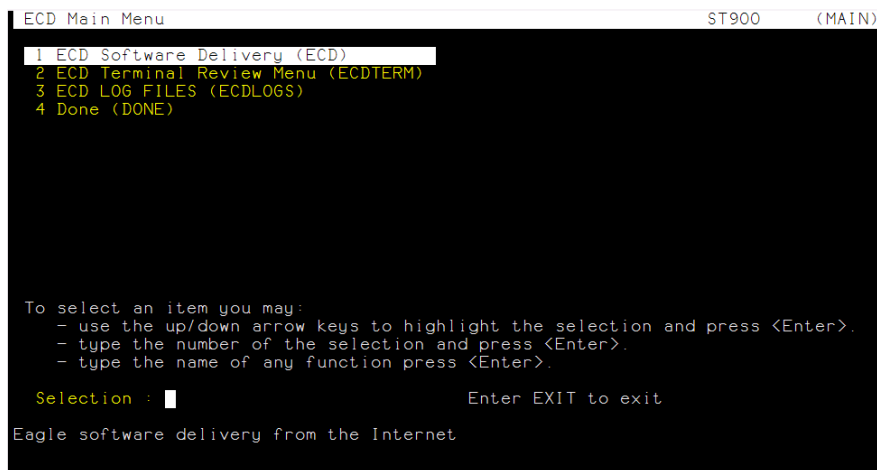 ECD Main Menu ST900 (MAIN)
1 ECD Software Delivery (ECD)
2 ECD Terminal Review Menu (ECDTERM)
3 ECD LOG FILES (ECDLOGS)
4 Done (DONE)
To select an item you may:
- use the up/down arrow keys to highlight the selection and press <Enter>.
- type the number of the selection and press <Enter>.
- type the name of any function press <Enter>.
Selection : Enter EXIT to exit
Eagle software delivery from the Internet